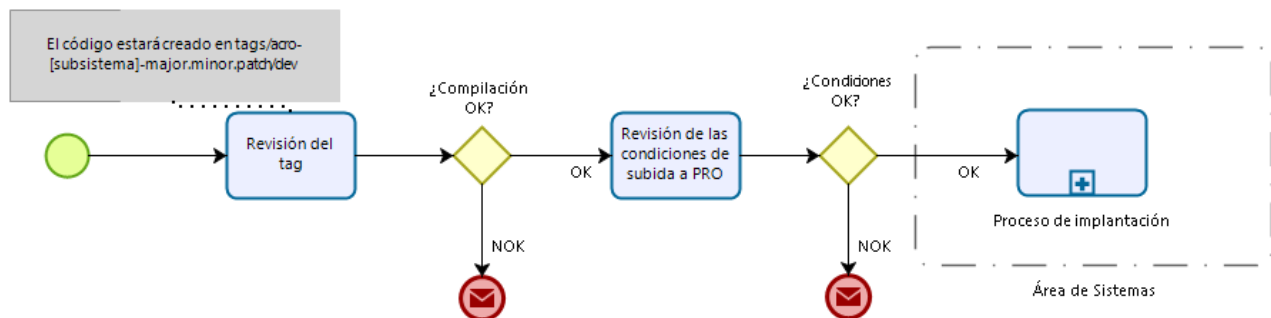 El código estará creado en tags/acro-
[subsistema]-major.minor.patch/dev
¿Compilación
OK?
¿Condiciones
OK?
Revisión del
tag
OK
Revisión de las
condiciones de
subida a PRO
OK
Proceso de implantación
NOK
NOK
Área de Sistemas